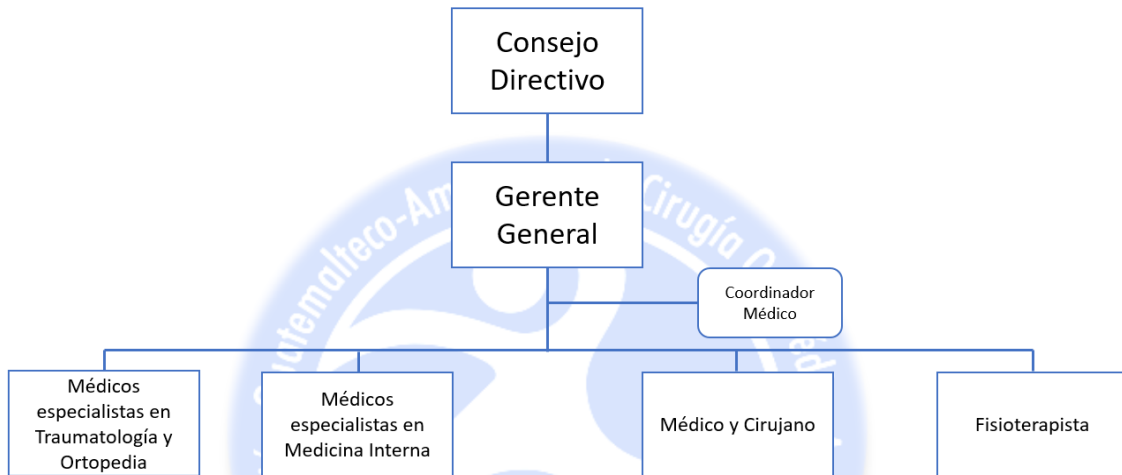 Consejo
Directivo
Gerente
General
Coordinador
Médico
Médicos
especialistas en
Traumatología y
Ortopedia
Médicos
especialistas en
Medicina Interna
Médico y Cirujano
Fisioterapista
Cirugía